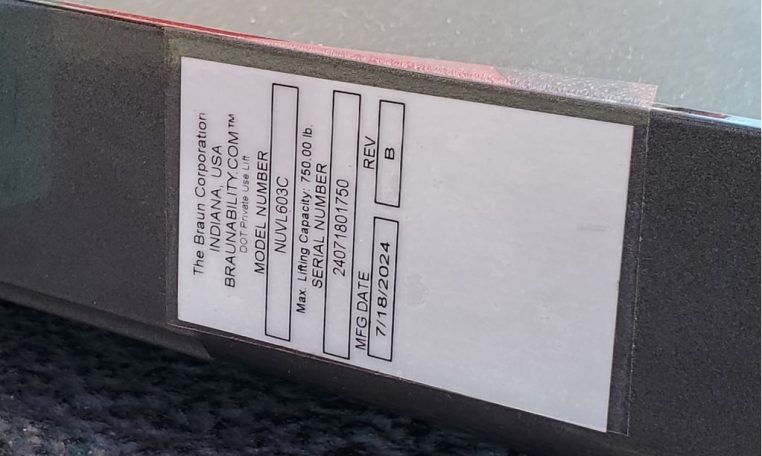 The Braun Corporation
INDIANA, USA
BRAUNABILITY.COM™
DOT Private Use Lift
MODEL NUMBER
NUVL603C
Max. Lifting Capacity: 750.00 lb.
SERIAL NUMBER
24071801750
MFG DATE REV
7/18/2024 B